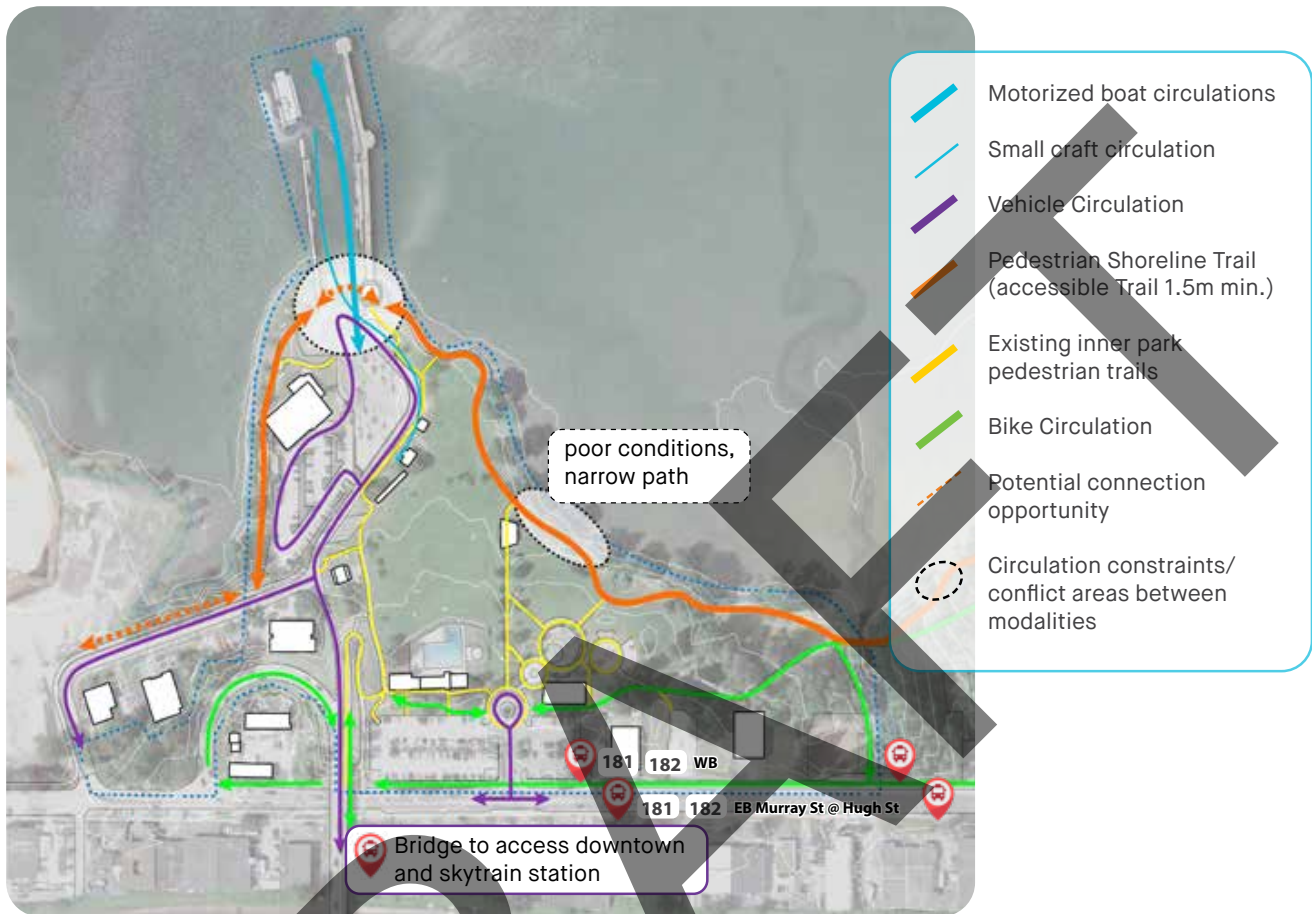 Motorized boat circulations
Small craft circulation
Vehicle Circulation
Pedestrian Shoreline Trail
(accessible Trail 1.5m min.)
Existing inner park
pedestrian trails
Bike Circulation
Potential connection
opportunity
Circulation constraints/
conflict areas between
modalities
poor conditions,
narrow path
181 182 WB
181 182 EB Murray St @ Hugh St
Bridge to access downtown
and skytrain station
DRAFT